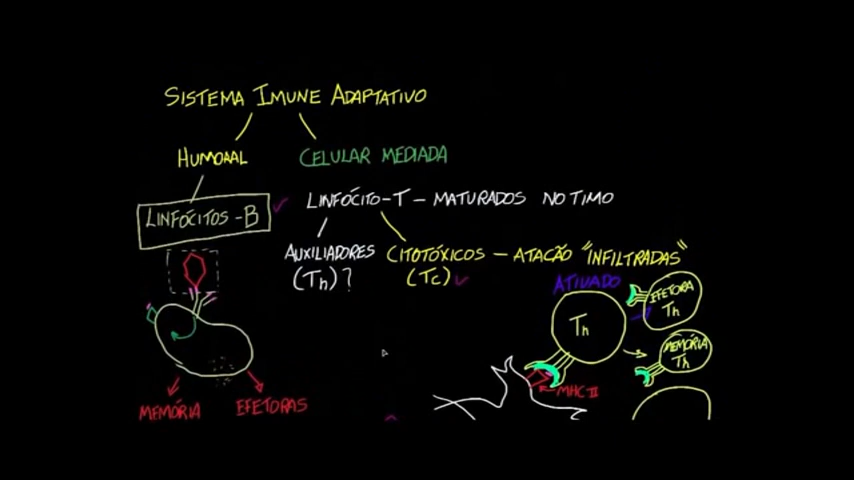 SISTEMA IMUNE ADAPTATIVO
HUMORAL
CELULAR MEDIADA
LINFÓCITO-T - MATURADOS NO TIMO
LINFÓCITOS-B
AUXILIADORES
(Th)?
CITOTÓXICOS - ATACÃO "INFILTRADAS"
(Tc)
ATIVADO
EFETORA
Th
Th
MEMÓRIA
Th
MHC II
MEMÓRIA
EFETORAS